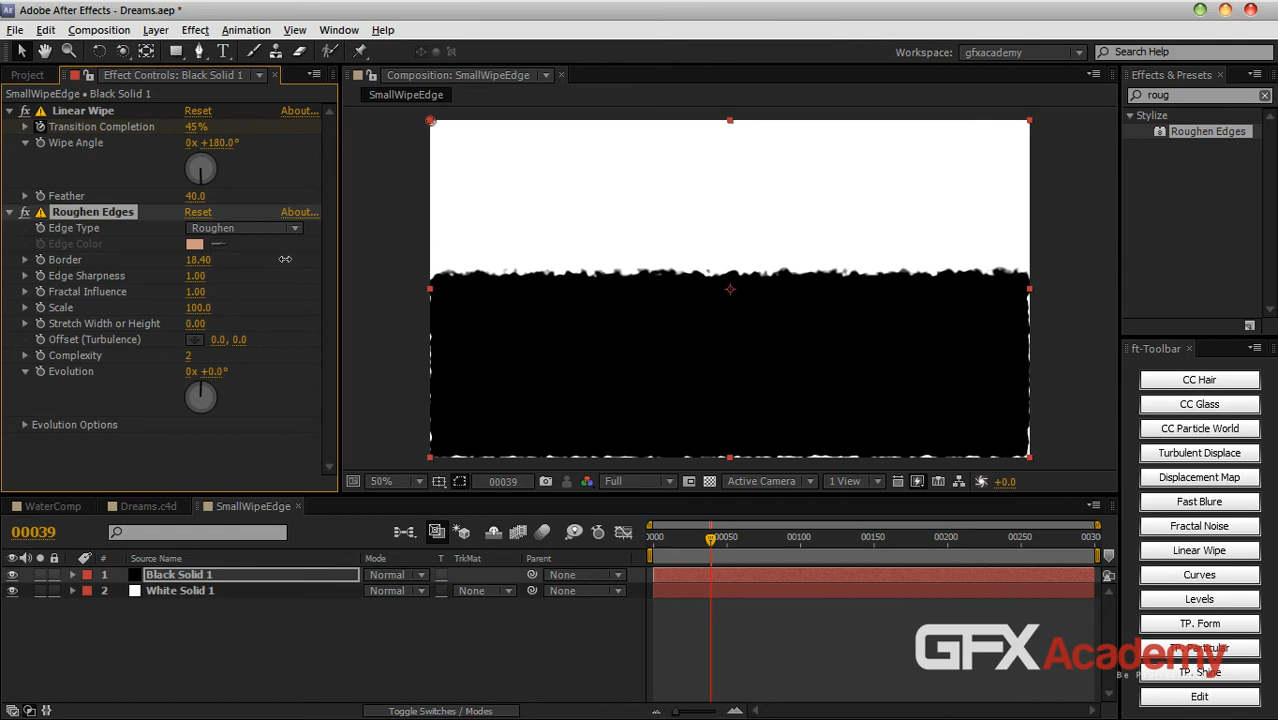 Adobe After Effects - Dreams.aep *
File Edit Composition Layer Effect Animation View Window Help
Workspace: gfxacademy Search Help
Project Effect Controls: Black Solid 1 Composition: SmallWipeEdge Effects & Presets
SmallWipeEdge • Black Solid 1
SmallWipeEdge
roug
Linear Wipe Reset About...
Transition Completion 45%
Wipe Angle 0x +180.0°
Feather 40.0
Roughen Edges Reset About...
Edge Type Roughen
Edge Color
Border 18.40
Edge Sharpness 1.00
Fractal Influence 1.00
Scale 100.0
Stretch Width or Height 0.00
Offset (Turbulence) 0.0, 0.0
Complexity 2
Evolution 0x +0.0°
Evolution Options
Stylize
Roughen Edges
ft-Toolbar
CC Hair
CC Glass
CC Particle World
Turbulent Displace
Displacement Map
Fast Blure
Fractal Noise
Linear Wipe
Curves
Levels
TP. Form
TP. Particular
TP. Shine
Edit
50% 00039 Full Active Camera 1 View +0.0
WaterComp Dreams.c4d SmallWipeEdge
00039
0000 00050 00100 00150 00200 00250 0030
# Source Name Mode T TrkMat Parent
1 Black Solid 1 Normal None
2 White Solid 1 Normal None None
Toggle Switches / Modes
GFX Academy